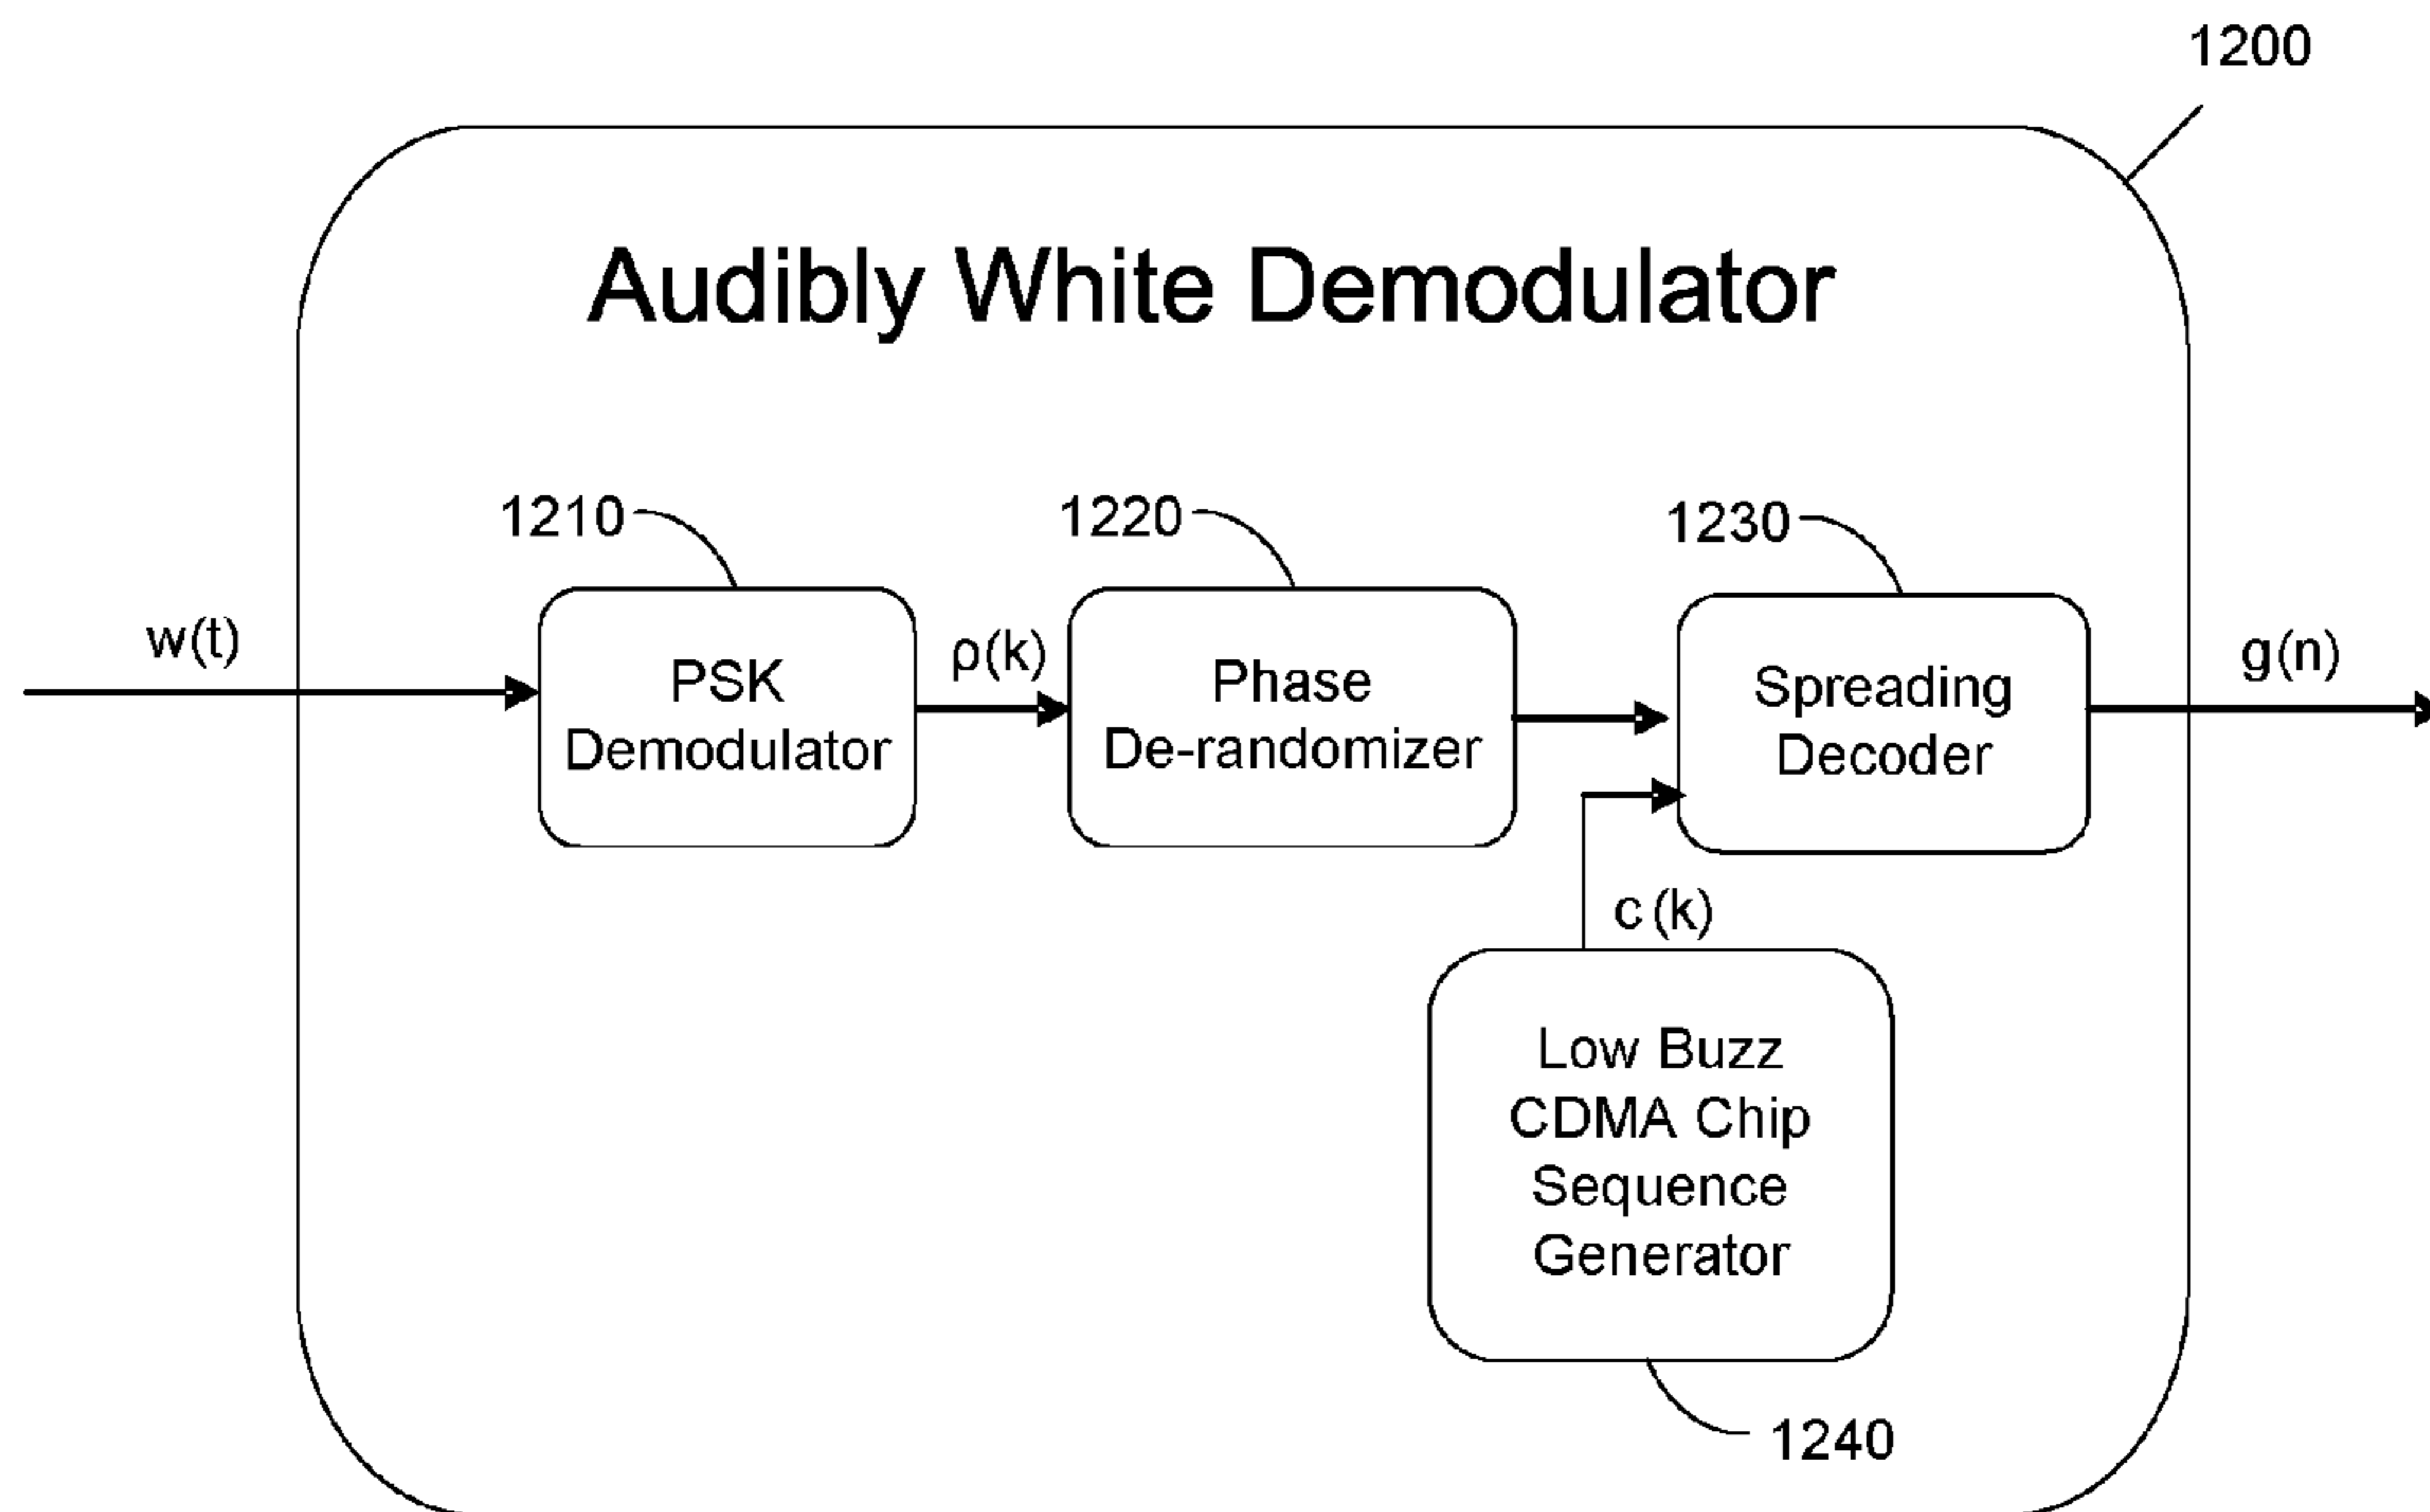 1200
Audibly White Demodulator
1210
1220
1230
w(t)
PSK
Demodulator
ρ(k)
Phase
De-randomizer
Spreading
Decoder
g(n)
c(k)
Low Buzz
CDMA Chip
Sequence
Generator
1240